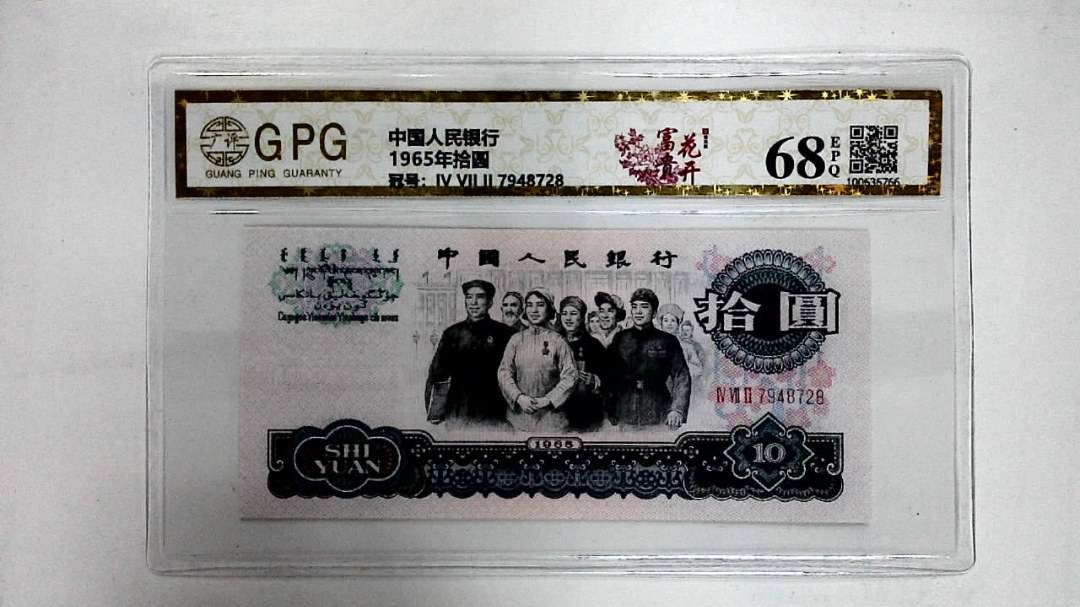 GPG
GUANG PING GUARANTY
中国人民银行
1965年拾圆
冠号：Ⅳ Ⅶ Ⅱ 7948728
富贵
花开
68
EPQ
100635766
中國人民銀行
拾圓
Ⅳ Ⅶ Ⅱ 7948728
1965
SHI
YUAN
10